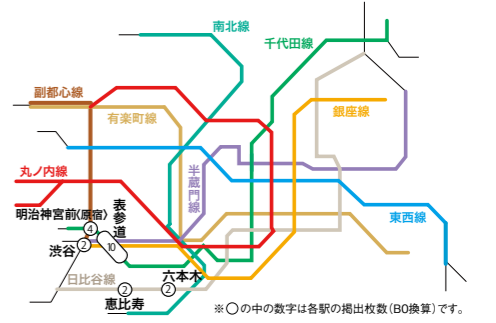 南北線
千代田線
副都心線
有楽町線
銀座線
丸ノ内線
半蔵門線
明治神宮前〈原宿〉
表参道
東西線
4
10
渋谷
2
日比谷線
六本木
2
2
恵比寿
※○の中の数字は各駅の掲出枚数（BO換算）です。